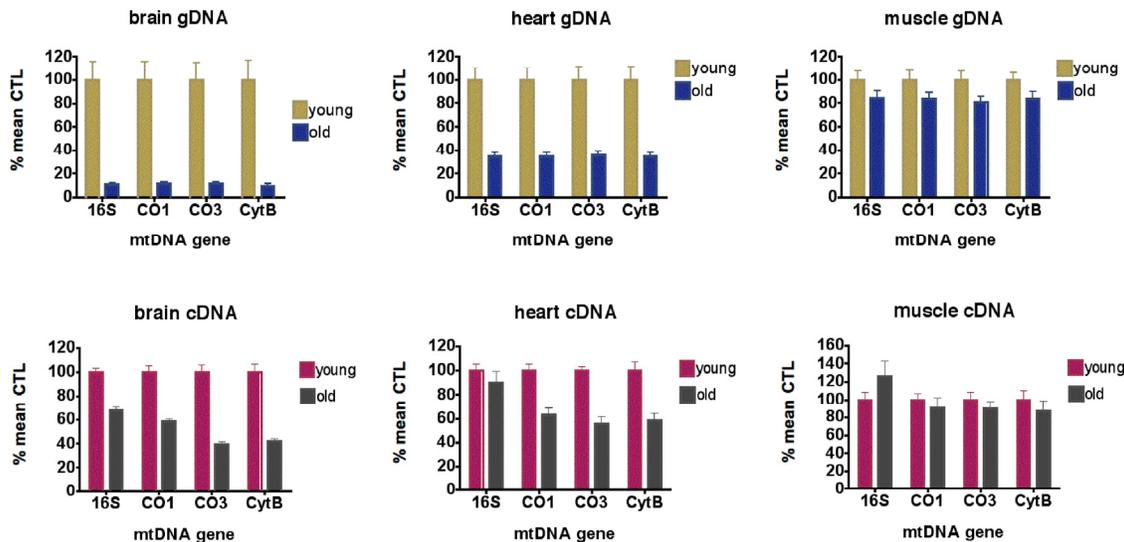 brain gDNA
% mean CTL
120
100
80
60
40
20
0
16S CO1 CO3 CytB
mtDNA gene
young
old
heart gDNA
% mean CTL
120
100
80
60
40
20
0
16S CO1 CO3 CytB
mtDNA gene
young
old
muscle gDNA
% mean CTL
120
100
80
60
40
20
0
16S CO1 CO3 CytB
mtDNA gene
young
old
brain cDNA
% mean CTL
120
100
80
60
40
20
0
16S CO1 CO3 CytB
mtDNA gene
young
old
heart cDNA
% mean CTL
120
100
80
60
40
20
0
16S CO1 CO3 CytB
mtDNA gene
young
old
muscle cDNA
% mean CTL
160
140
120
100
80
60
40
20
0
16S CO1 CO3 CytB
mtDNA gene
young
old